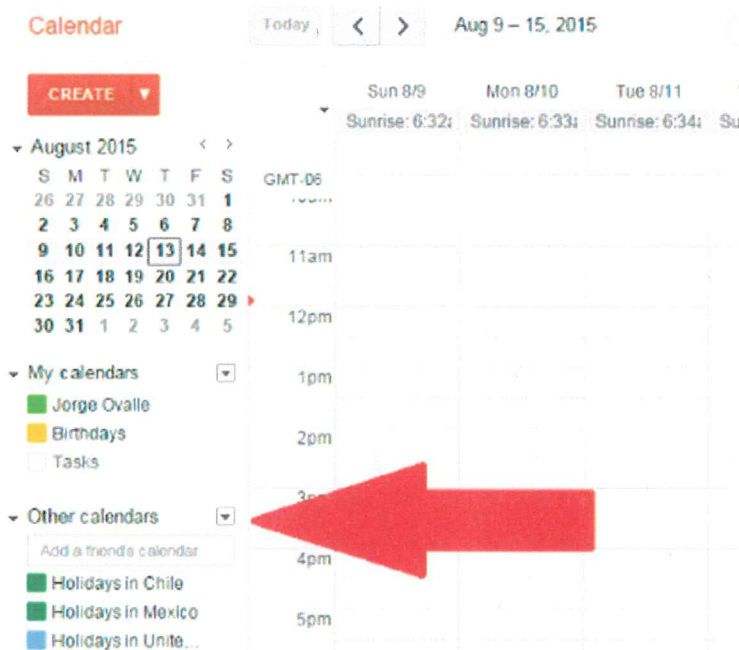 Calendar
Today
Aug 9 – 15, 2015
CREATE
Sun 8/9 Mon 8/10 Tue 8/11
Sunrise: 6:32 Sunrise: 6:33 Sunrise: 6:34 Su
August 2015
S M T W T F S
GMT-06
26 27 28 29 30 31 1
2 3 4 5 6 7 8
9 10 11 12 13 14 15
11am
16 17 18 19 20 21 22
23 24 25 26 27 28 29
12pm
30 31 1 2 3 4 5
My calendars
1pm
Jorge Ovalle
Birthdays
2pm
Tasks
Other calendars
Add a friend's calendar
4pm
Holidays in Chile
Holidays in Mexico
5pm
Holidays in Unite...